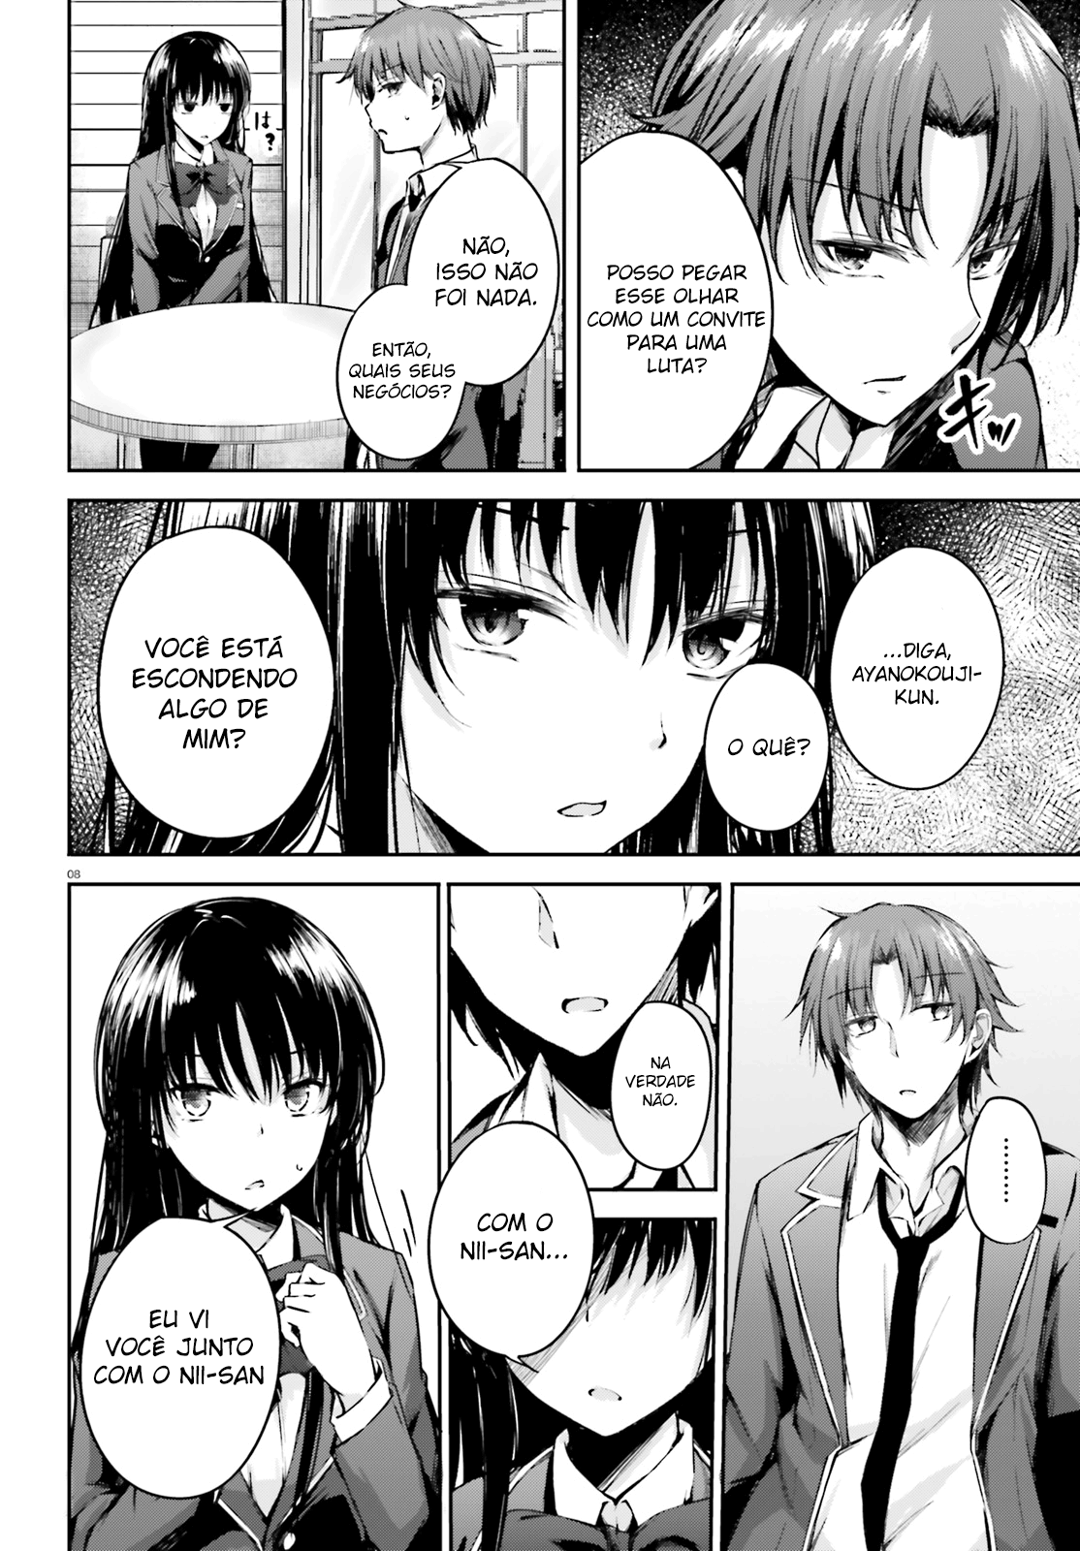 POSSO PEGAR
ESSE OLHAR
COMO UM CONVITE
PARA UMA
LUTA?
キッ
は?
NÃO,
ISSO NÃO
FOI NADA.
ENTÃO,
QUAIS SEUS
NEGÓCIOS?
...DIGA,
AYANOKOUJI-
KUN.
O QUÊ?
VOCÊ ESTÁ
ESCONDENDO
ALGO DE
MIM?
08
.........
NA
VERDADE
NÃO.
COM O
NII-SAN...
EU VI
VOCÊ JUNTO
COM O NII-SAN